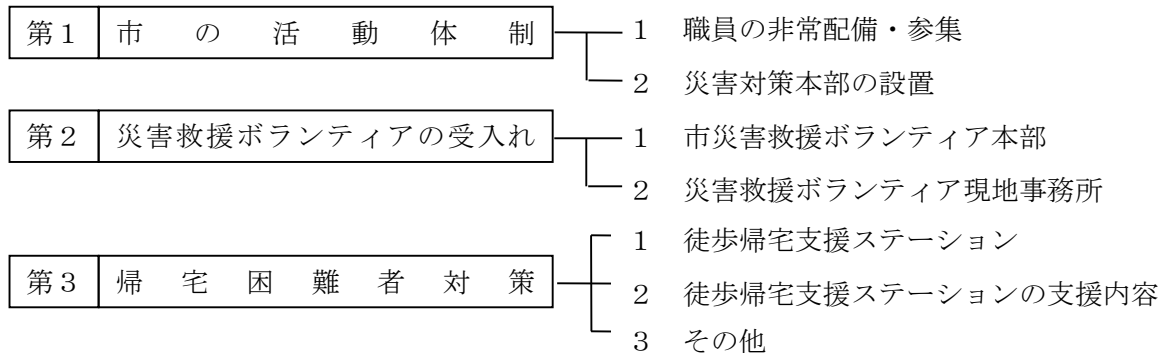 第1 市の活動体制 1 職員の非常配備・参集
2 災害対策本部の設置
第2 災害救援ボランティアの受入れ 1 市災害救援ボランティア本部
2 災害救援ボランティア現地事務所
1 徒歩帰宅支援ステーション
第3 帰宅困難者対策 2 徒歩帰宅支援ステーションの支援内容
3 その他